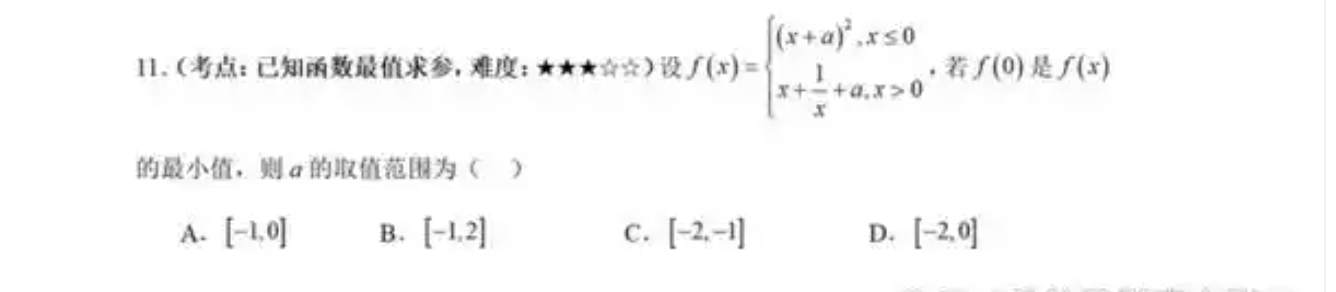 11.(考点:已知函数最值求参,难度:★★★☆☆)设 f(x)={(x+a)²,x≤0 x+1/x+a,x>0,若 f(0) 是 f(x)
的最小值,则 a 的取值范围为( )
A. [-1,0] B. [-1,2] C. [-2,-1] D. [-2,0]